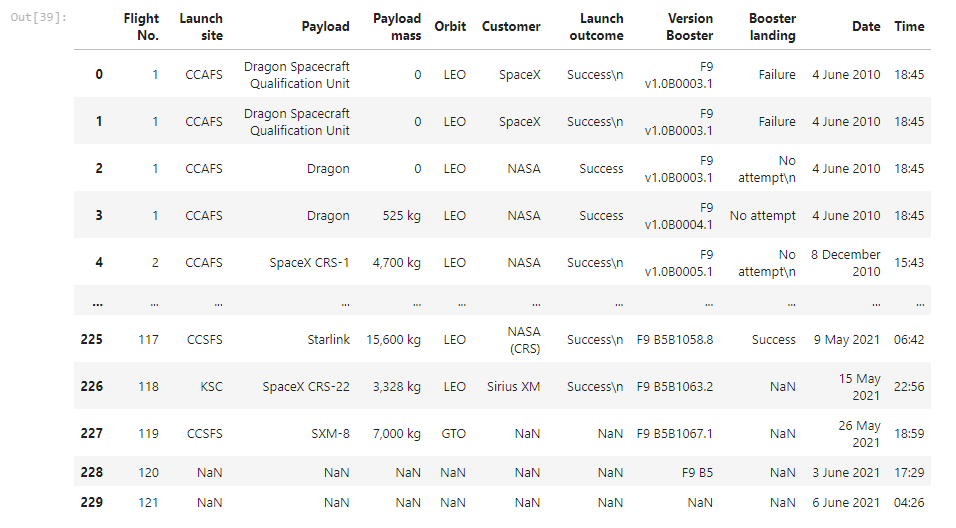 Out[39]:
Flight No. Launch site Payload Payload mass Orbit Customer Launch outcome Version Booster Booster landing Date Time
0 1 CCAFS Dragon Spacecraft Qualification Unit 0 LEO SpaceX Success\n F9 v1.0B0003.1 Failure 4 June 2010 18:45
1 1 CCAFS Dragon Spacecraft Qualification Unit 0 LEO SpaceX Success\n F9 v1.0B0003.1 Failure 4 June 2010 18:45
2 1 CCAFS Dragon 0 LEO NASA Success F9 v1.0B0003.1 No attempt\n 4 June 2010 18:45
3 1 CCAFS Dragon 525 kg LEO NASA Success F9 v1.0B0004.1 No attempt 4 June 2010 18:45
4 2 CCAFS SpaceX CRS-1 4,700 kg LEO NASA Success\n F9 v1.0B0005.1 No attempt\n 8 December 2010 15:43
... ... ... ... ... ... ... ... ... ... ... ...
225 117 CCSFS Starlink 15,600 kg LEO NASA (CRS) Success\n F9 B5B1058.8 Success 9 May 2021 06:42
226 118 KSC SpaceX CRS-22 3,328 kg LEO Sirius XM Success\n F9 B5B1063.2 NaN 15 May 2021 22:56
227 119 CCSFS SXM-8 7,000 kg GTO NaN NaN F9 B5B1067.1 NaN 26 May 2021 18:59
228 120 NaN NaN NaN NaN NaN NaN F9 B5 NaN 3 June 2021 17:29
229 121 NaN NaN NaN NaN NaN NaN NaN NaN 6 June 2021 04:26